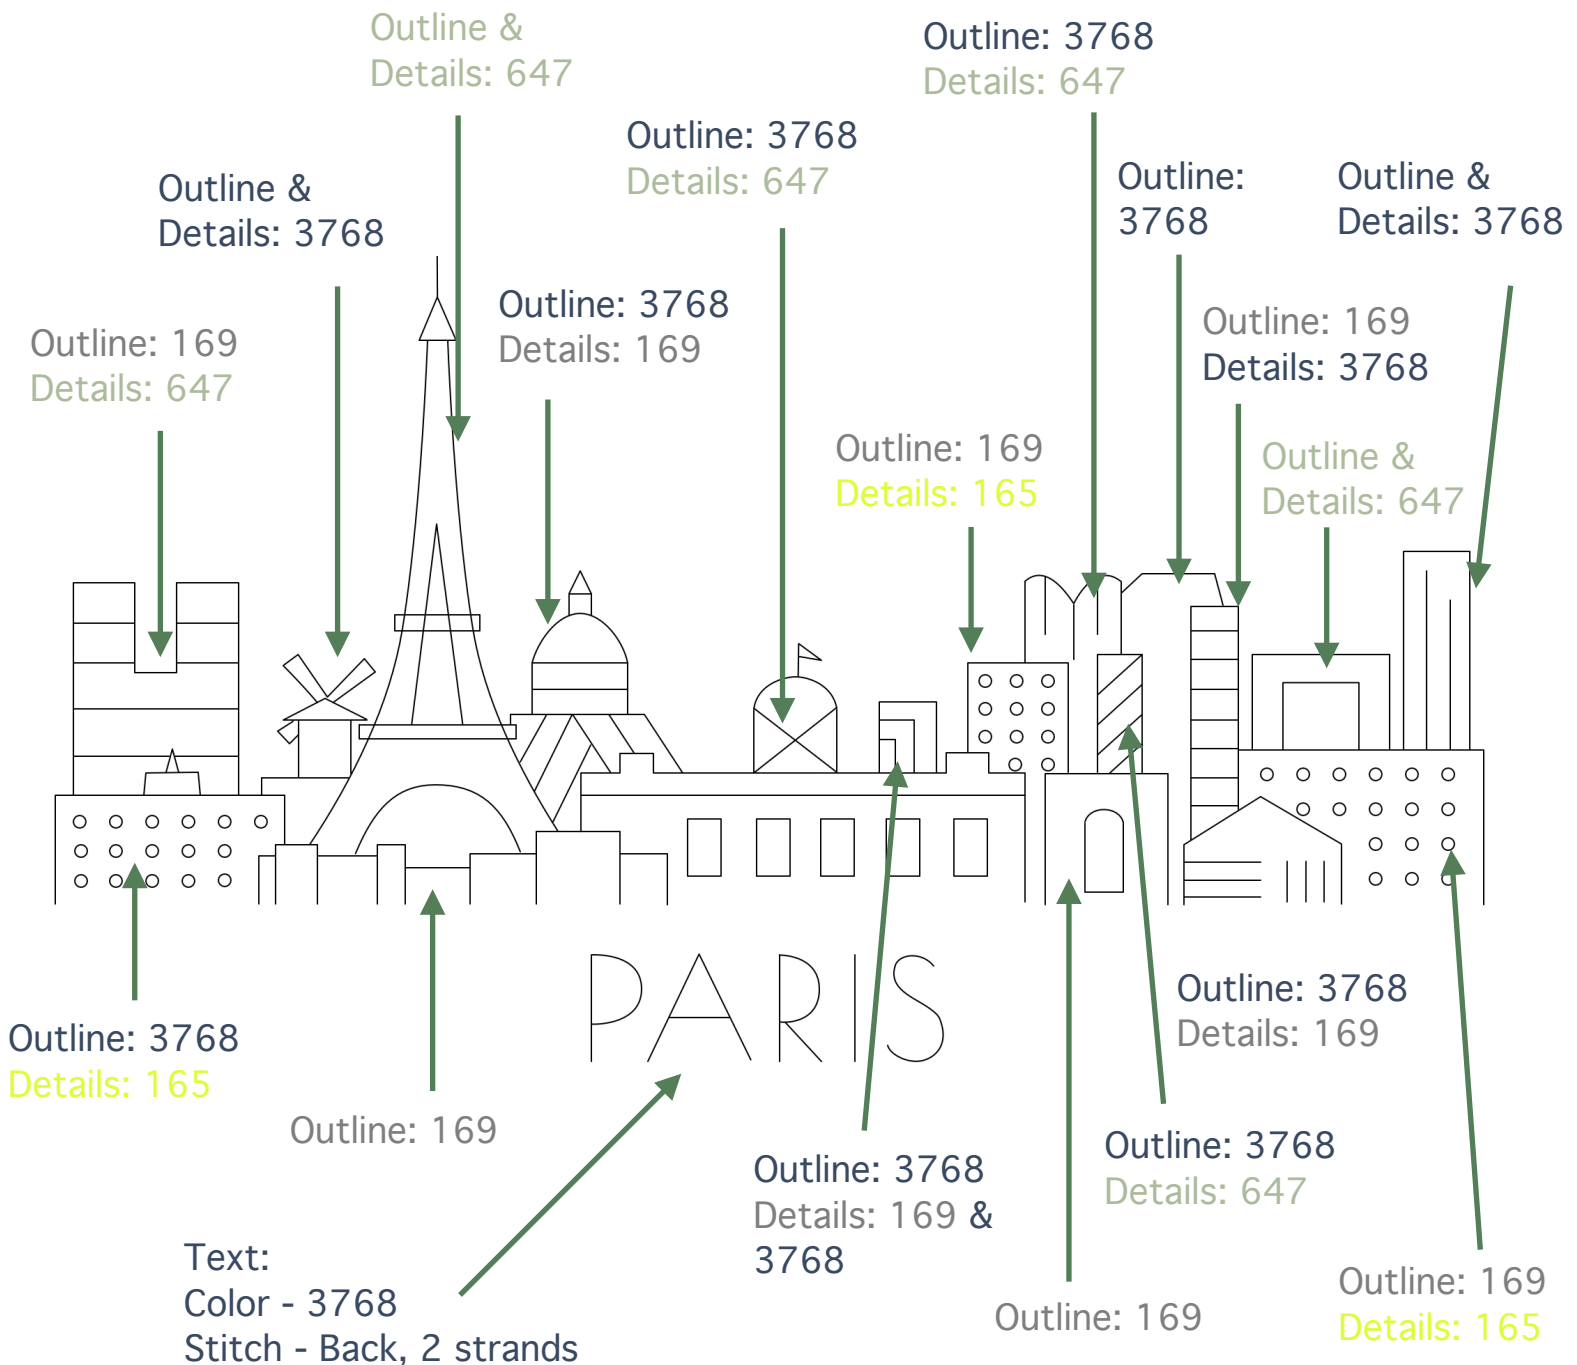 Outline &
Details: 647
Outline: 3768
Details: 647
Outline: 3768
Details: 647
Outline &
Details: 3768
Outline:
3768
Outline &
Details: 3768
Outline: 3768
Details: 169
Outline: 169
Details: 3768
Outline: 169
Details: 647
Outline: 169
Details: 165
Outline &
Details: 647
PARIS
Outline: 3768
Details: 169
Outline: 3768
Details: 165
Outline: 169
Outline: 3768
Details: 647
Outline: 3768
Details: 169 &
3768
Text:
Color - 3768
Stitch - Back, 2 strands
Outline: 169
Outline: 169
Details: 165